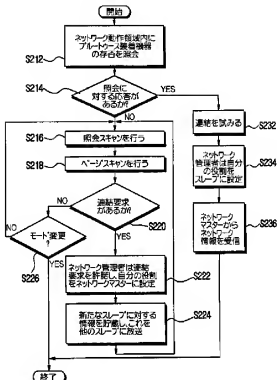 開始
S212
ネットワーク動作領域内に
ブルートゥース装着機器
の存在を照会
S214
照会に
対する応答が
あるか?
YES
NO
S216
照会スキャンを行う
S218
ページスキャンを行う
連結要求
があるか?
NO
S220
YES
モード変更
?
NO
S226
YES
ネットワーク管理者は連結
要求を許諾し、自分の役割
をネットワークマスターに設定
S222
新たなスレーブに対する
情報を貯蔵し、これを
他のスレーブに放送
S224
連結を試みる
S232
ネットワーク
管理者は自分
の役割を
スレーブに設定
S234
ネットワーク
マスターから
ネットワーク
情報を受信
S236
終了